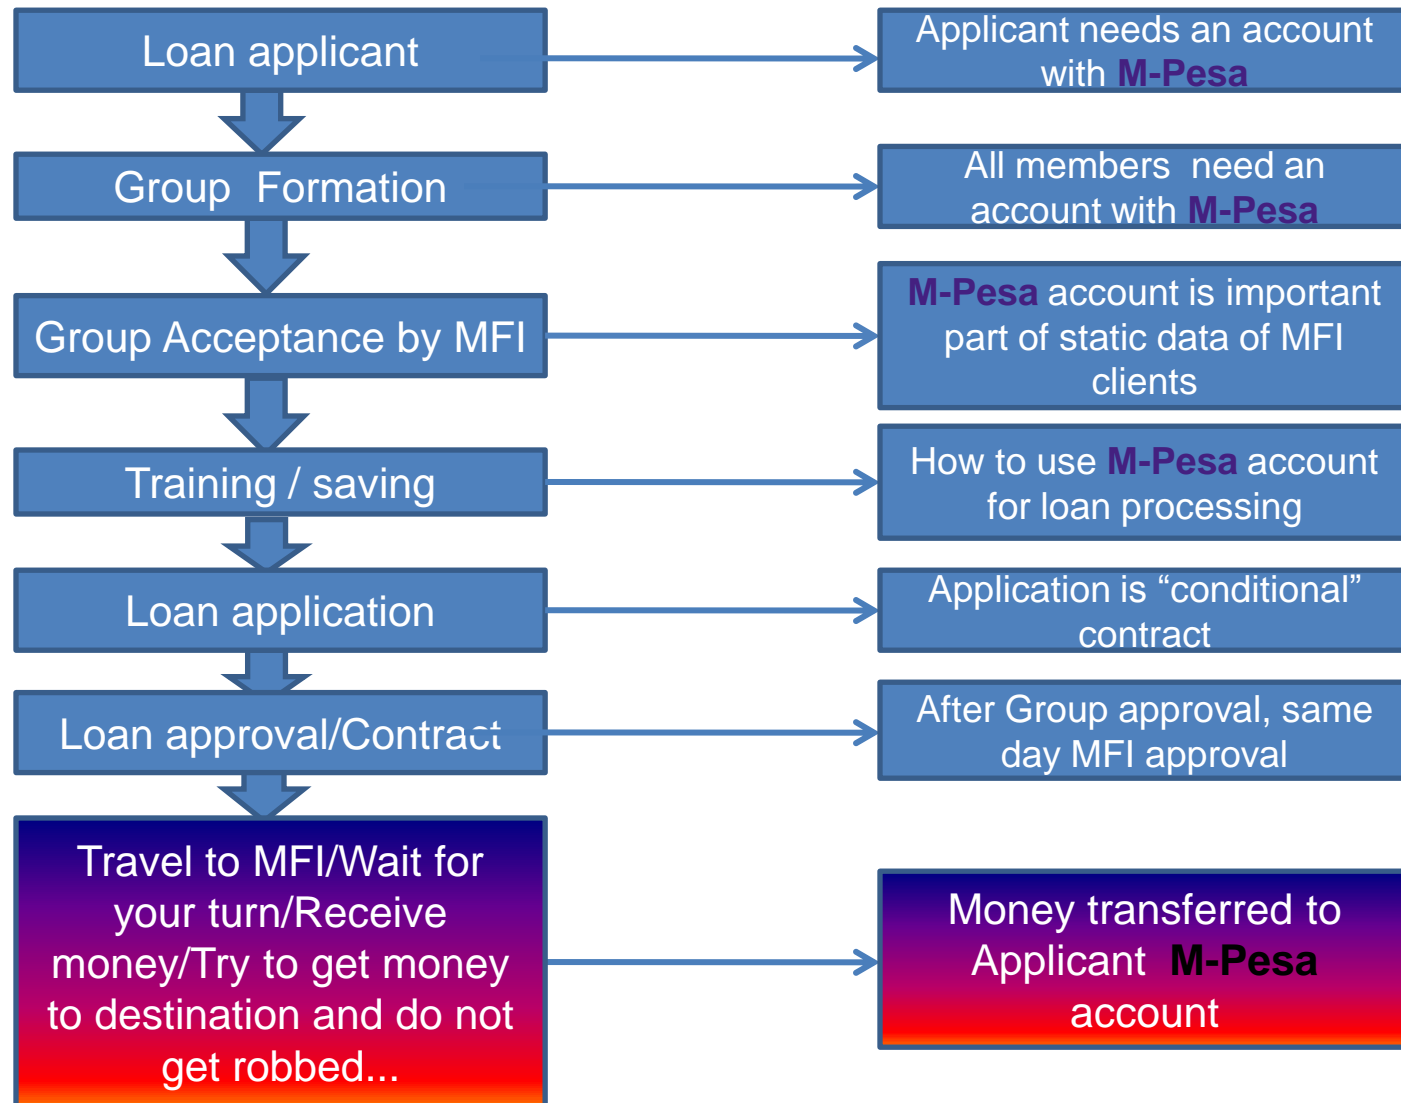 Loan applicant
Applicant needs an account
with M-Pesa
Group Formation
All members need an
account with M-Pesa
Group Acceptance by MFI
M-Pesa account is important
part of static data of MFI
clients
Training / saving
How to use M-Pesa account
for loan processing
Loan application
Application is “conditional”
contract
Loan approval/Contract
After Group approval, same
day MFI approval
Travel to MFI/Wait for
your turn/Receive
money/Try to get money
to destination and do not
get robbed...
Money transferred to
Applicant M-Pesa
account